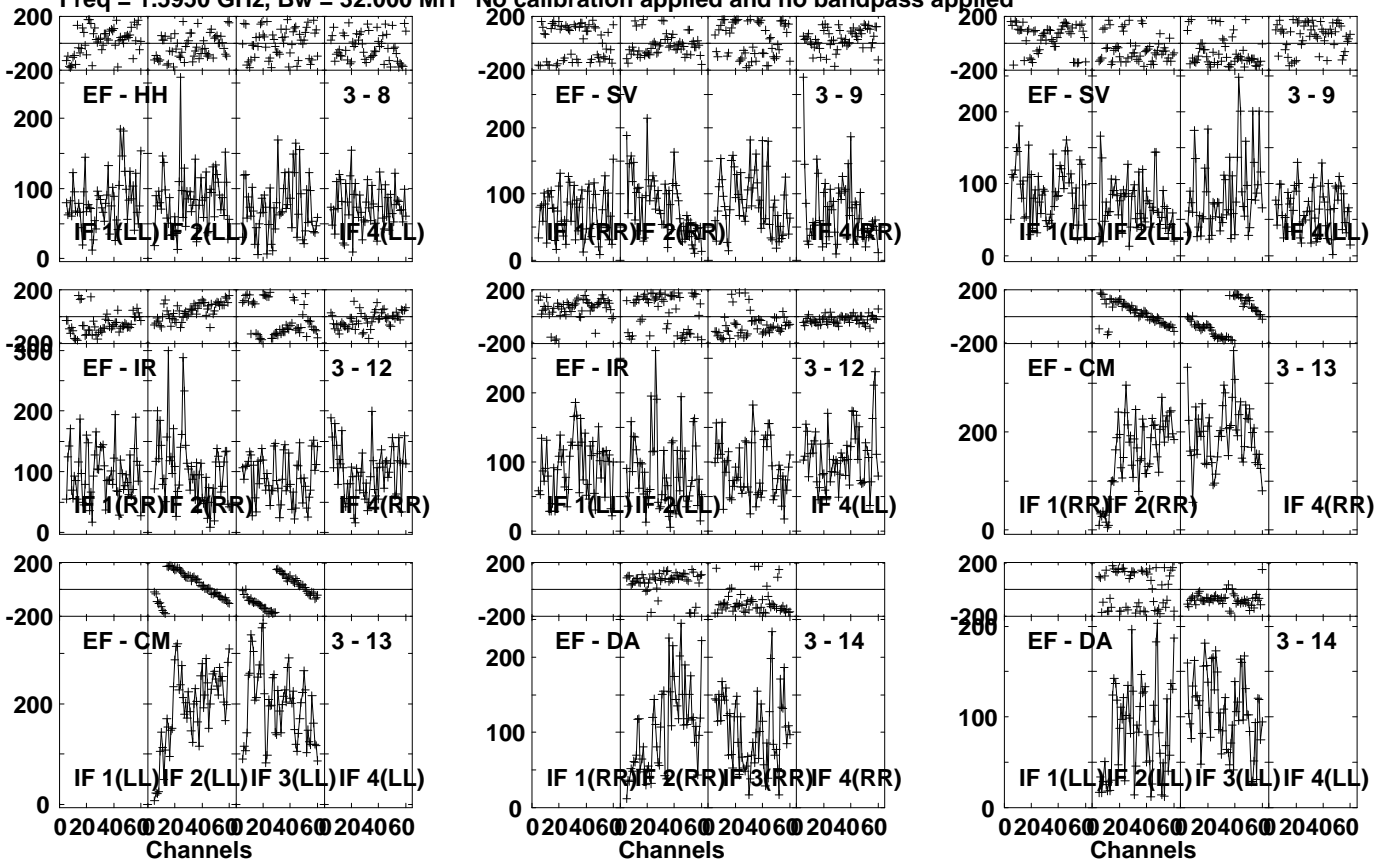 Freq = 1.5950 GHz, Bw = 32.000 MH No calibration applied and no bandpass applied
200
-200
EF - HH 3 - 8
200
100
IF 1(LL) IF 2(LL) IF 4(LL)
0
200
-200
EF - SV 3 - 9
200
100
IF 1(RR) IF 2(RR) IF 4(RR)
0
200
-200
EF - SV 3 - 9
200
100
IF 1(LL) IF 2(LL) IF 4(LL)
0
200
-200
300
EF - IR 3 - 12
200
100
IF 1(RR) IF 2(RR) IF 4(RR)
0
200
-200
EF - IR 3 - 12
200
100
IF 1(LL) IF 2(LL) IF 4(LL)
0
200
-200
EF - CM 3 - 13
200
IF 1(RR) IF 2(RR) IF 4(RR)
0
200
-200
EF - CM 3 - 13
200
IF 1(LL) IF 2(LL) IF 3(LL) IF 4(LL)
0
0 20 40 60 0 20 40 60 0 20 40 60 0 20 40 60
Channels
200
-200
EF - DA 3 - 14
200
100
IF 1(RR) IF 2(RR) IF 3(RR) IF 4(RR)
0
0 20 40 60 0 20 40 60 0 20 40 60 0 20 40 60
Channels
200
-200
200
EF - DA 3 - 14
100
IF 1(LL) IF 2(LL) IF 3(LL) IF 4(LL)
0
0 20 40 60 0 20 40 60 0 20 40 60 0 20 40 60
Channels